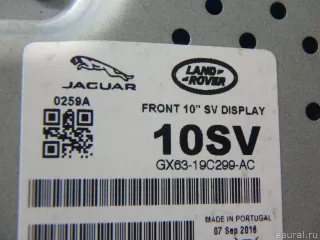 JAGUAR
LAND-
ROVER
0259A
FRONT 10" SV DISPLAY
10SV
GX63-19C299-AC
MADE IN PORTUGAL
07 Sep 2016
eaural.ru